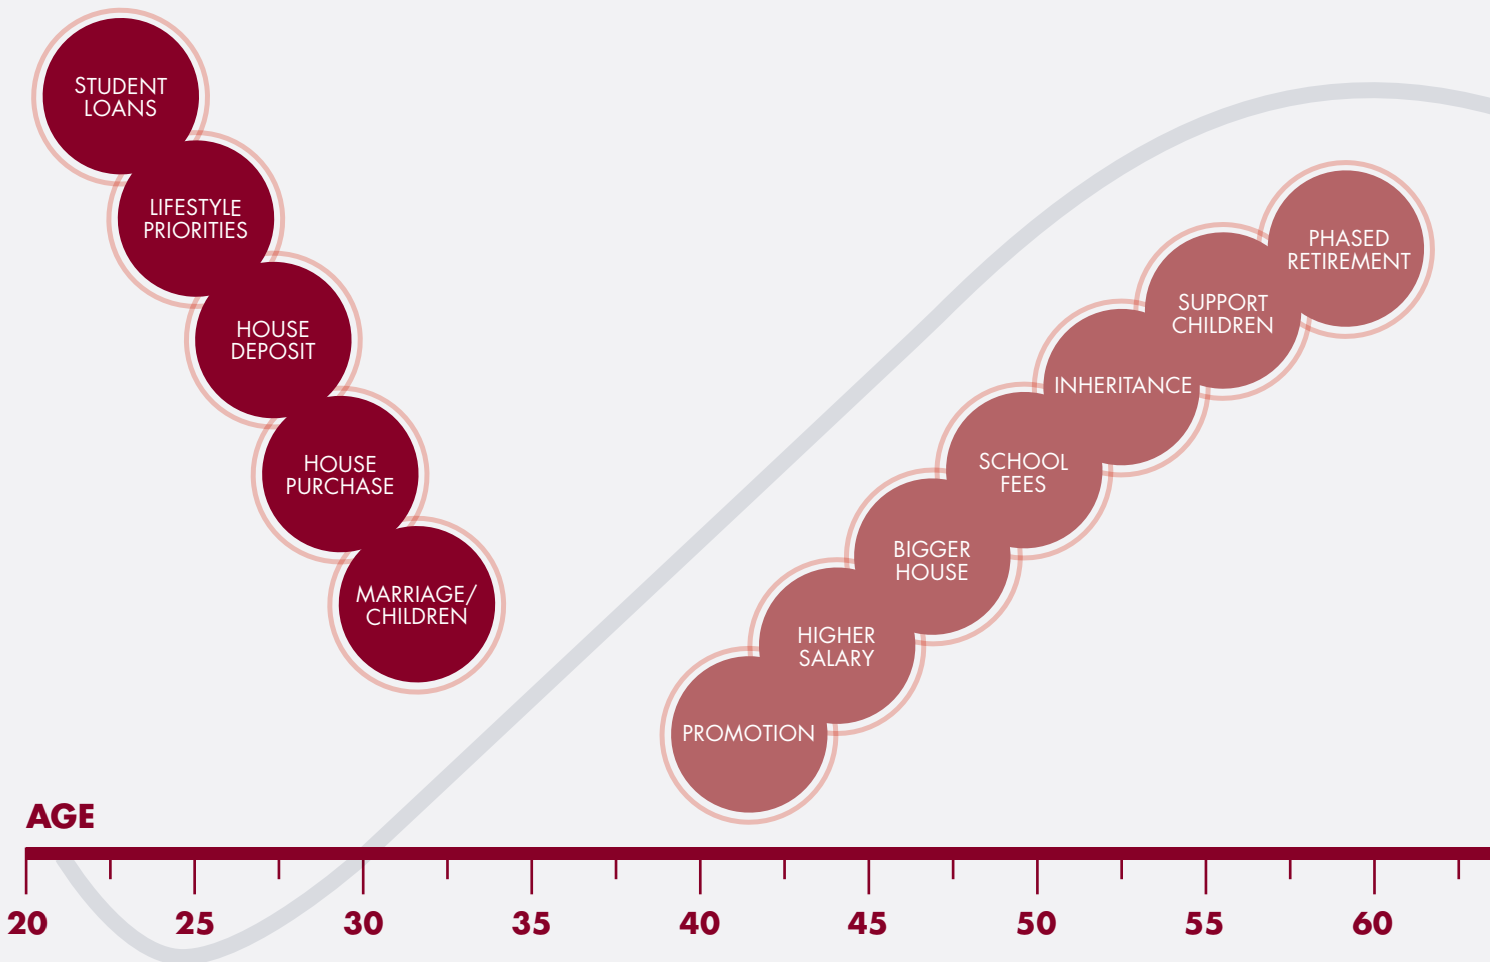 STUDENT
LOANS
LIFESTYLE
PRIORITIES
HOUSE
DEPOSIT
HOUSE
PURCHASE
MARRIAGE/
CHILDREN
PROMOTION
HIGHER
SALARY
BIGGER
HOUSE
SCHOOL
FEES
INHERITANCE
SUPPORT
CHILDREN
PHASED
RETIREMENT
AGE
20 25 30 35 40 45 50 55 60